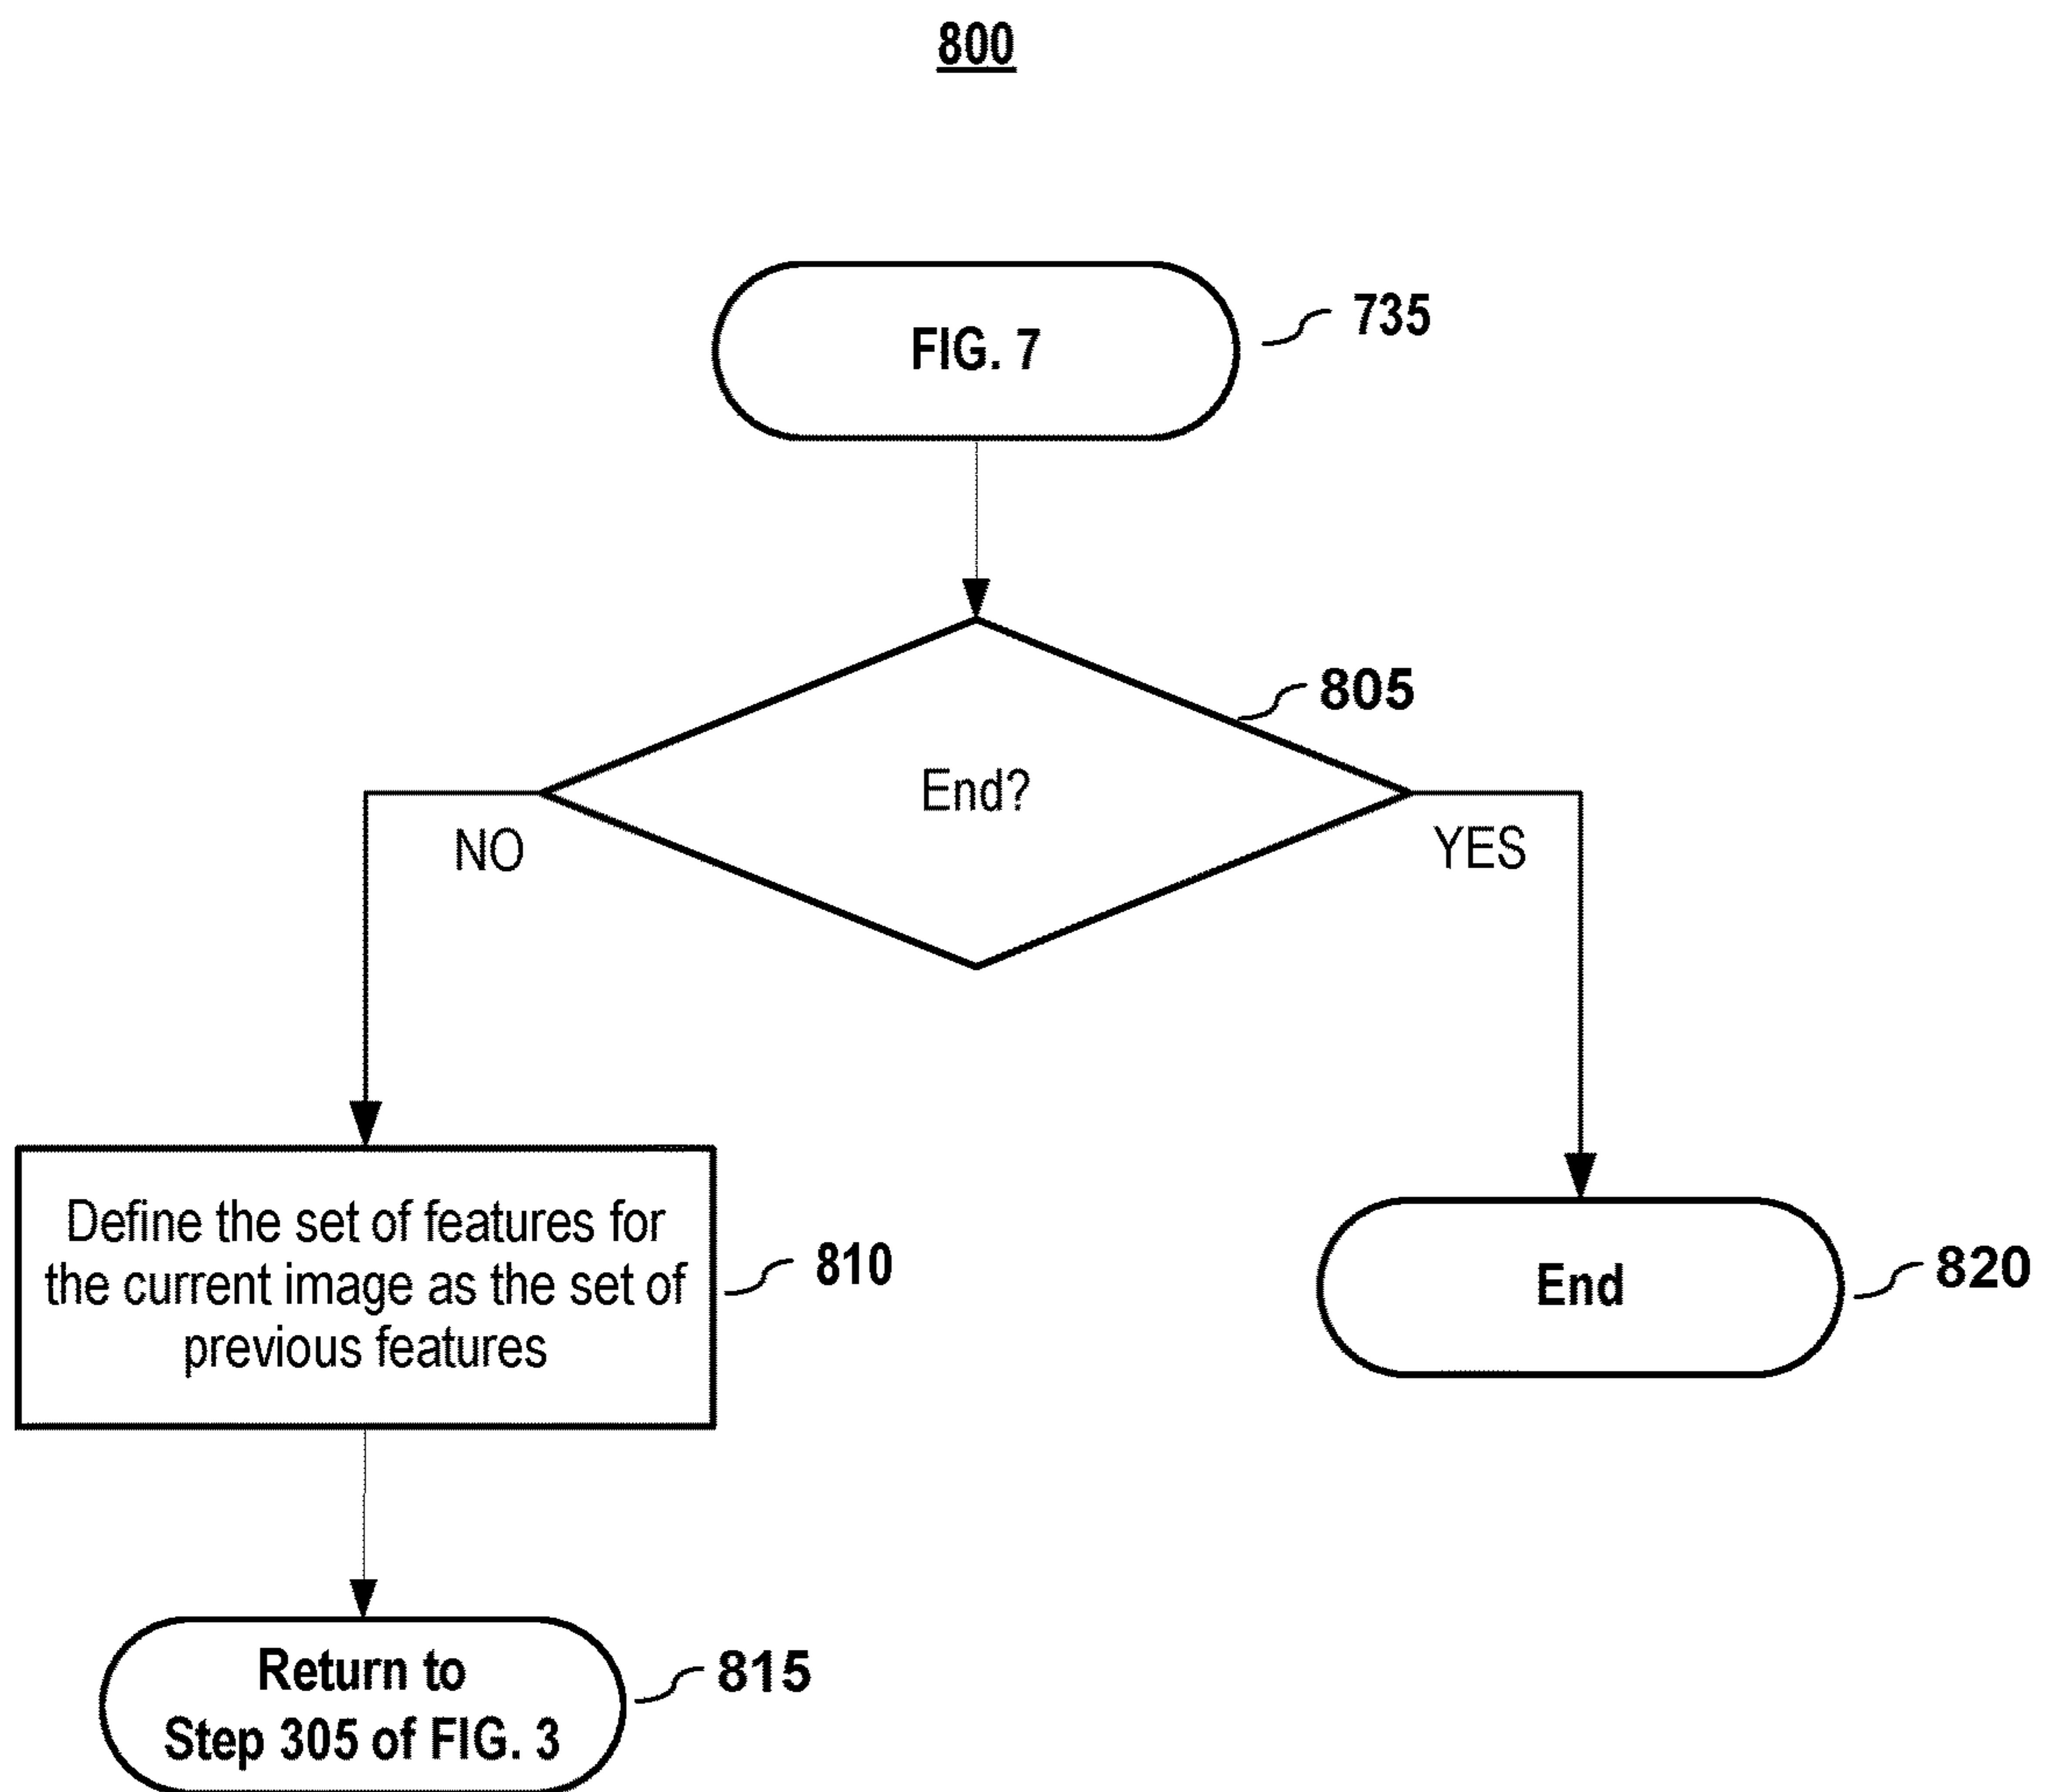 800
FIG. 7
735
805
End?
NO
YES
Define the set of features for
the current image as the set of
previous features
810
End
820
Return to
Step 305 of FIG. 3
815